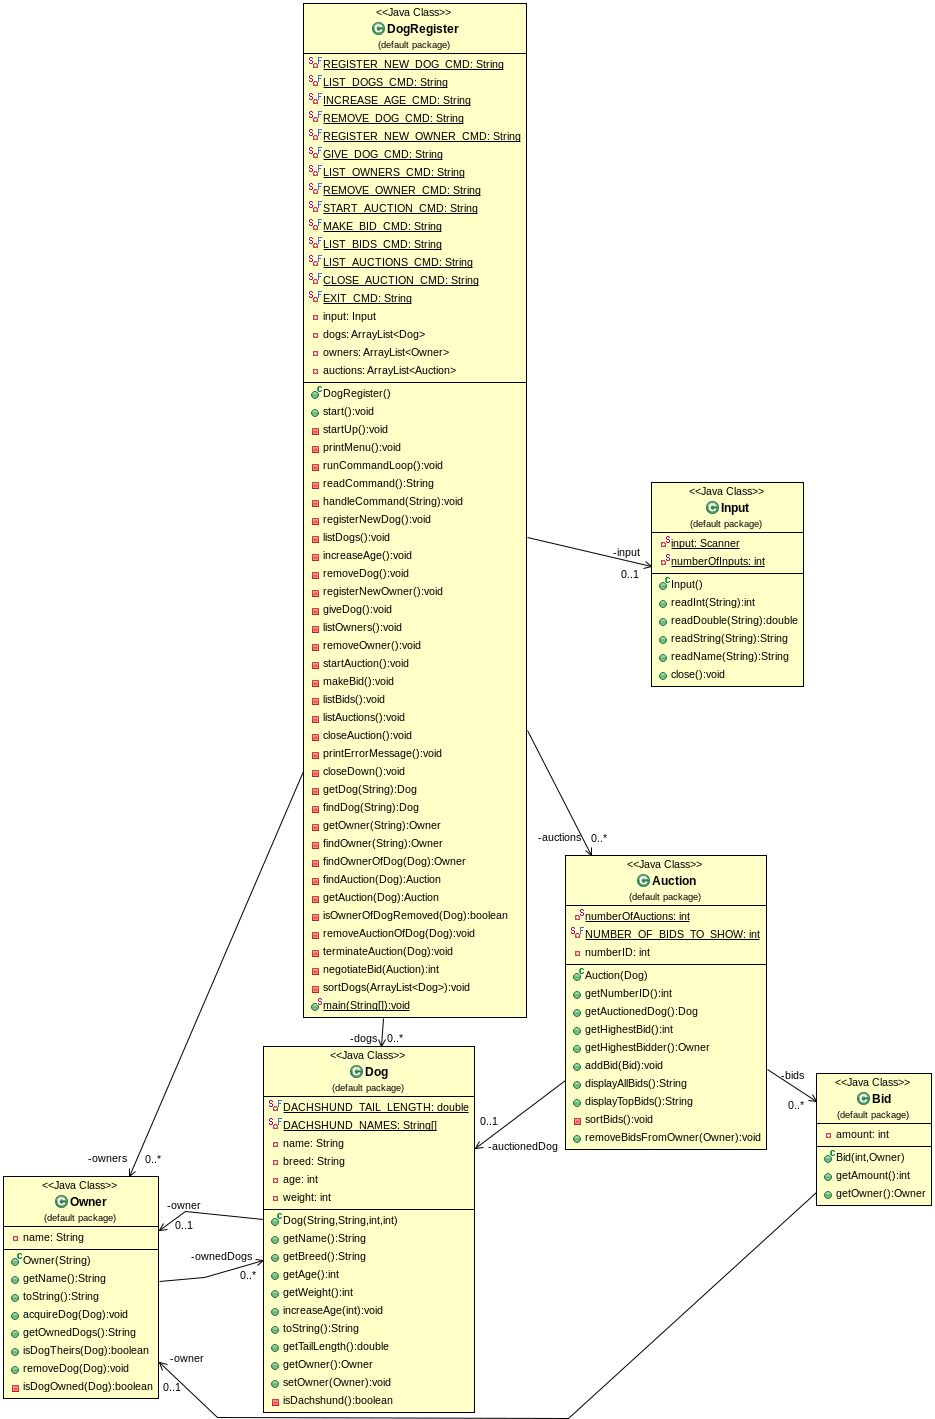 <<Java Class>>
DogRegister
(default package)
REGISTER_NEW_DOG_CMD: String
LIST_DOGS_CMD: String
INCREASE_AGE_CMD: String
REMOVE_DOG_CMD: String
REGISTER_NEW_OWNER_CMD: String
GIVE_DOG_CMD: String
LIST_OWNERS_CMD: String
REMOVE_OWNER_CMD: String
START_AUCTION_CMD: String
MAKE_BID_CMD: String
LIST_BIDS_CMD: String
LIST_AUCTIONS_CMD: String
CLOSE_AUCTION_CMD: String
EXIT_CMD: String
input: Input
dogs: ArrayList<Dog>
owners: ArrayList<Owner>
auctions: ArrayList<Auction>
DogRegister()
start():void
startUp():void
printMenu():void
runCommandLoop():void
readCommand():String
handleCommand(String):void
registerNewDog():void
listDogs():void
increaseAge():void
removeDog():void
registerNewOwner():void
giveDog():void
listOwners():void
removeOwner():void
startAuction():void
makeBid():void
listBids():void
listAuctions():void
closeAuction():void
printErrorMessage():void
closeDown():void
getDog(String):Dog
findDog(String):Dog
getOwner(String):Owner
findOwner(String):Owner
findOwnerOfDog(Dog):Owner
findAuction(Dog):Auction
getAuction(Dog):Auction
isOwnerOfDogRemoved(Dog):boolean
removeAuctionOfDog(Dog):void
terminateAuction(Dog):void
negotiateBid(Auction):int
sortDogs(ArrayList<Dog>):void
main(String[]):void
-input
0..1
<<Java Class>>
Input
(default package)
input: Scanner
numberOfInputs: int
Input()
readInt(String):int
readDouble(String):double
readString(String):String
readName(String):String
close():void
-auctions 0..*
<<Java Class>>
Auction
(default package)
numberOfAuctions: int
NUMBER_OF_BIDS_TO_SHOW: int
numberID: int
Auction(Dog)
getNumberID():int
getAuctionedDog():Dog
getHighestBid():int
getHighestBidder():Owner
addBid(Bid):void
displayAllBids():String
displayTopBids():String
sortBids():void
removeBidsFromOwner(Owner):void
-bids
0..*
<<Java Class>>
Bid
(default package)
amount: int
Bid(int,Owner)
getAmount():int
getOwner():Owner
-dogs 0..*
<<Java Class>>
Dog
(default package)
DACHSHUND_TAIL_LENGTH: double
DACHSHUND_NAMES: String[]
name: String
breed: String
age: int
weight: int
Dog(String,String,int,int)
getName():String
getBreed():String
getAge():int
getWeight():int
increaseAge(int):void
toString():String
getTailLength():double
getOwner():Owner
setOwner(Owner):void
isDachshund():boolean
0..1
-auctionedDog
-owners 0..*
<<Java Class>>
Owner
(default package)
name: String
Owner(String)
getName():String
toString():String
acquireDog(Dog):void
getOwnedDogs():String
isDogTheirs(Dog):boolean
removeDog(Dog):void
isDogOwned(Dog):boolean
-owner
0..1
-ownedDogs
0..*
-owner
0..1